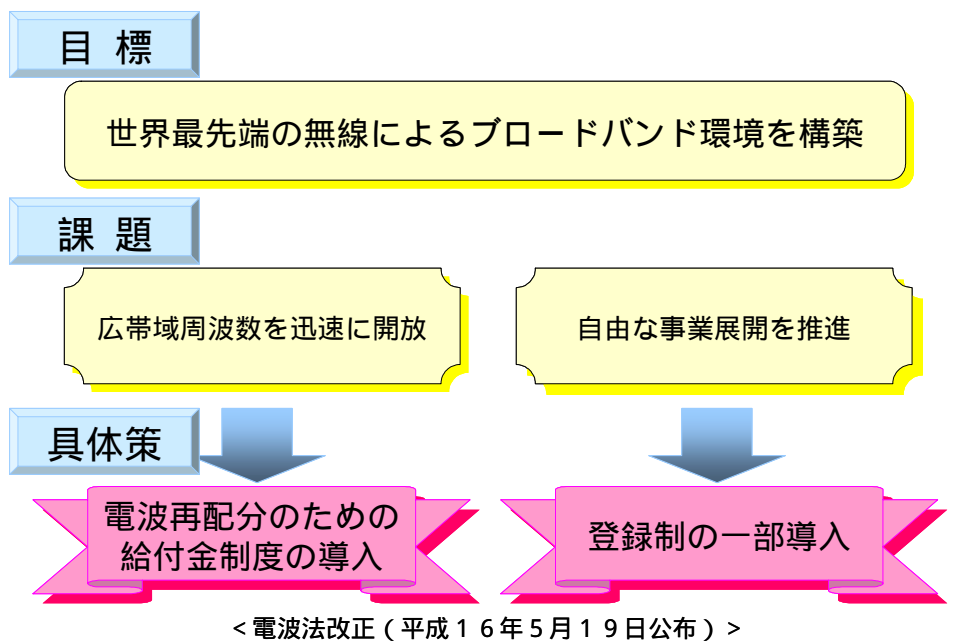 目 標
世界最先端の無線によるブロードバンド環境を構築
課 題
広帯域周波数を迅速に開放
自由な事業展開を推進
具体策
電波再配分のための
給付金制度の導入
登録制の一部導入
<電波法改正(平成16年5月19日公布)>